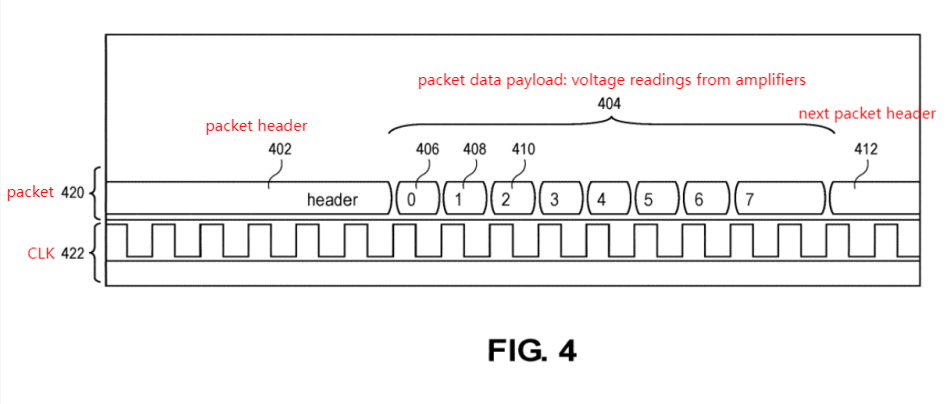 packet data payload: voltage readings from amplifiers
404
next packet header
packet header
402
406
408
410
412
packet 420
header
0
1
2
3
4
5
6
7
CLK 422
FIG. 4